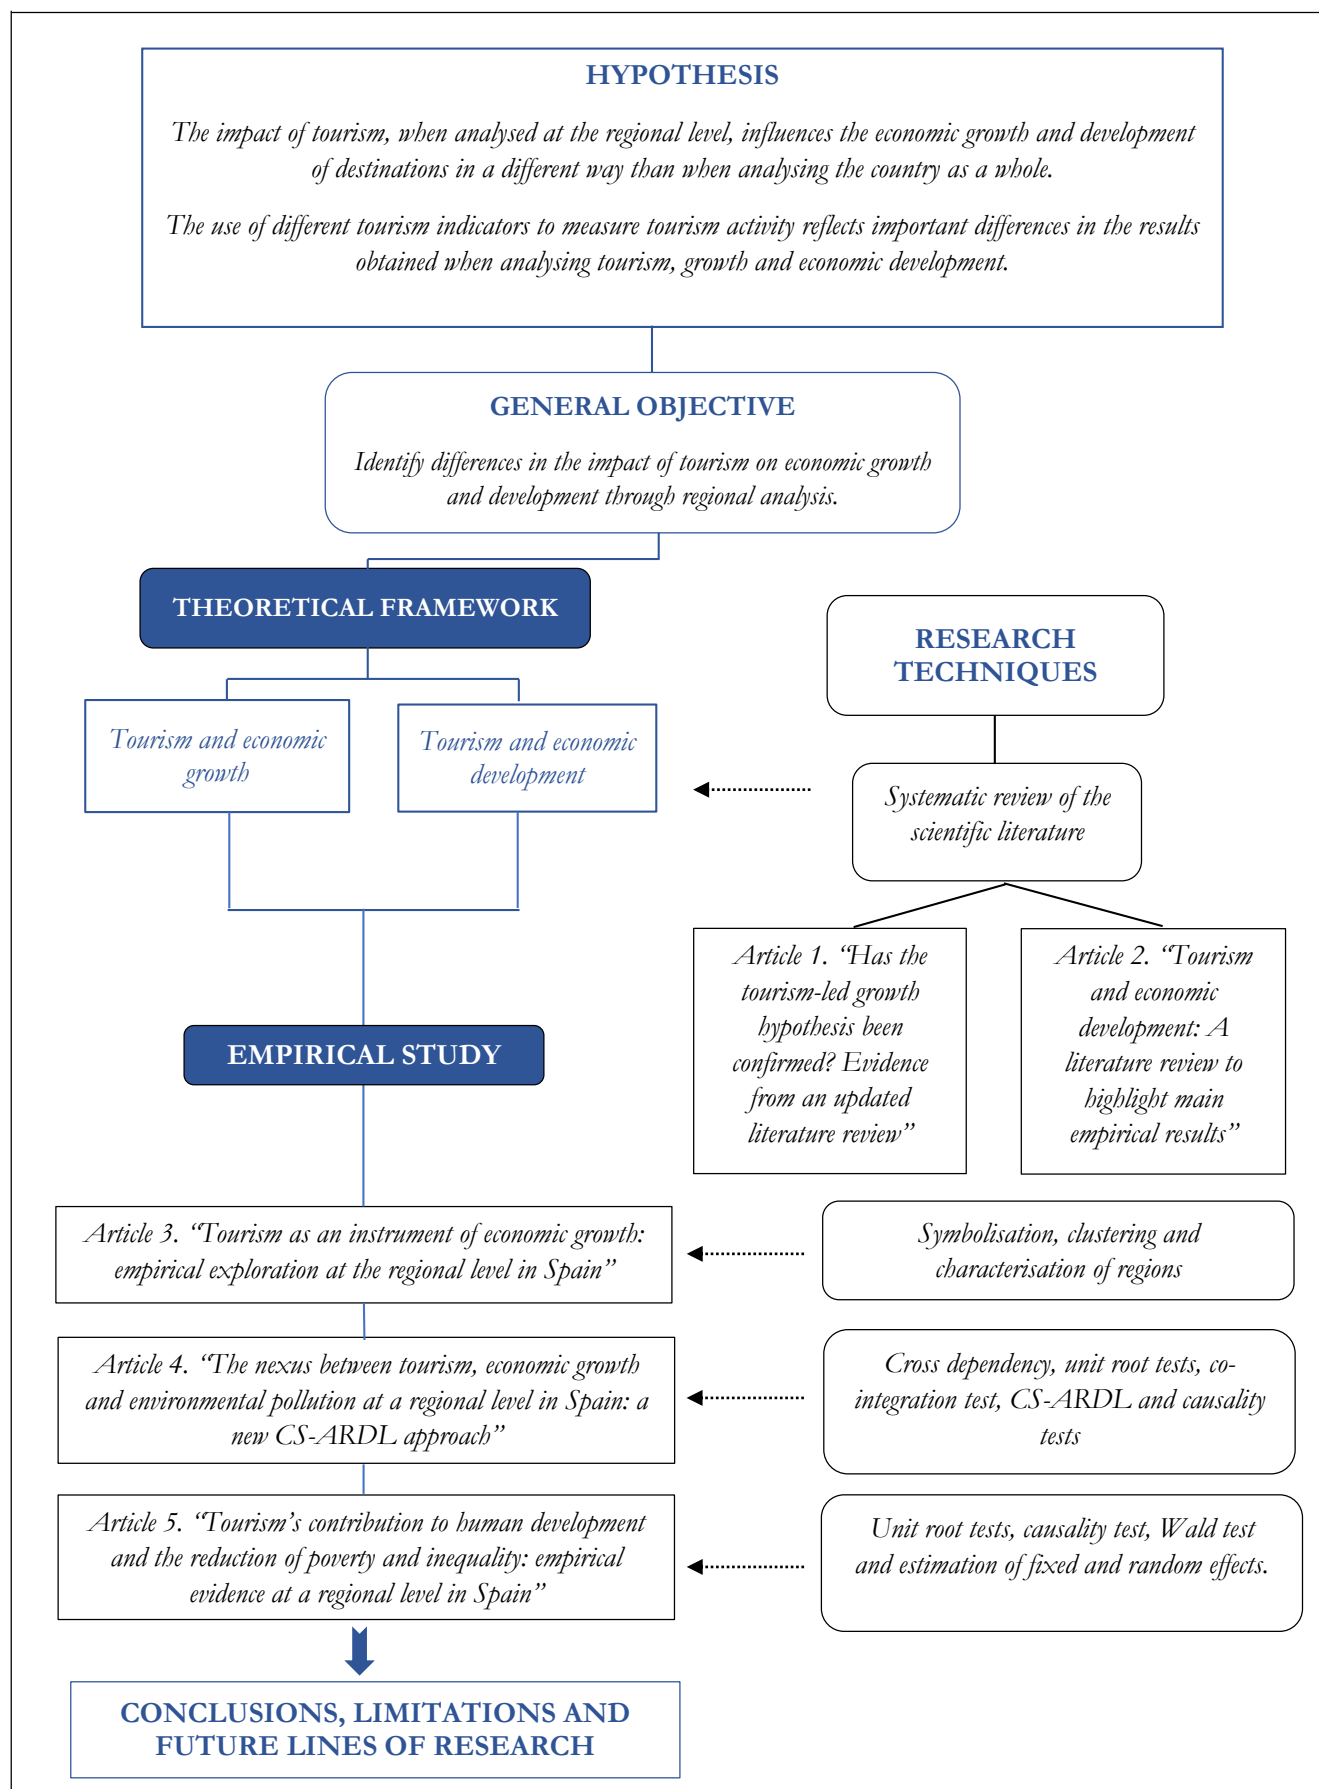 HYPOTHESIS
The impact of tourism, when analysed at the regional level, influences the economic growth and development
of destinations in a different way than when analysing the country as a whole.
The use of different tourism indicators to measure tourism activity reflects important differences in the results
obtained when analysing tourism, growth and economic development.
GENERAL OBJECTIVE
Identify differences in the impact of tourism on economic growth
and development through regional analysis.
THEORETICAL FRAMEWORK
RESEARCH
TECHNIQUES
Tourism and economic
growth
Tourism and economic
development
Systematic review of the
scientific literature
Article 1. “Has the
tourism-led growth
hypothesis been
confirmed? Evidence
from an updated
literature review”
Article 2. “Tourism
and economic
development: A
literature review to
highlight main
empirical results”
EMPIRICAL STUDY
Article 3. “Tourism as an instrument of economic growth:
empirical exploration at the regional level in Spain”
Symbolisation, clustering and
characterisation of regions
Article 4. “The nexus between tourism, economic growth
and environmental pollution at a regional level in Spain: a
new CS-ARDL approach”
Cross dependency, unit root tests, co-
integration test, CS-ARDL and causality
tests
Article 5. “Tourism’s contribution to human development
and the reduction of poverty and inequality: empirical
evidence at a regional level in Spain”
Unit root tests, causality test, Wald test
and estimation of fixed and random effects.
CONCLUSIONS, LIMITATIONS AND
FUTURE LINES OF RESEARCH